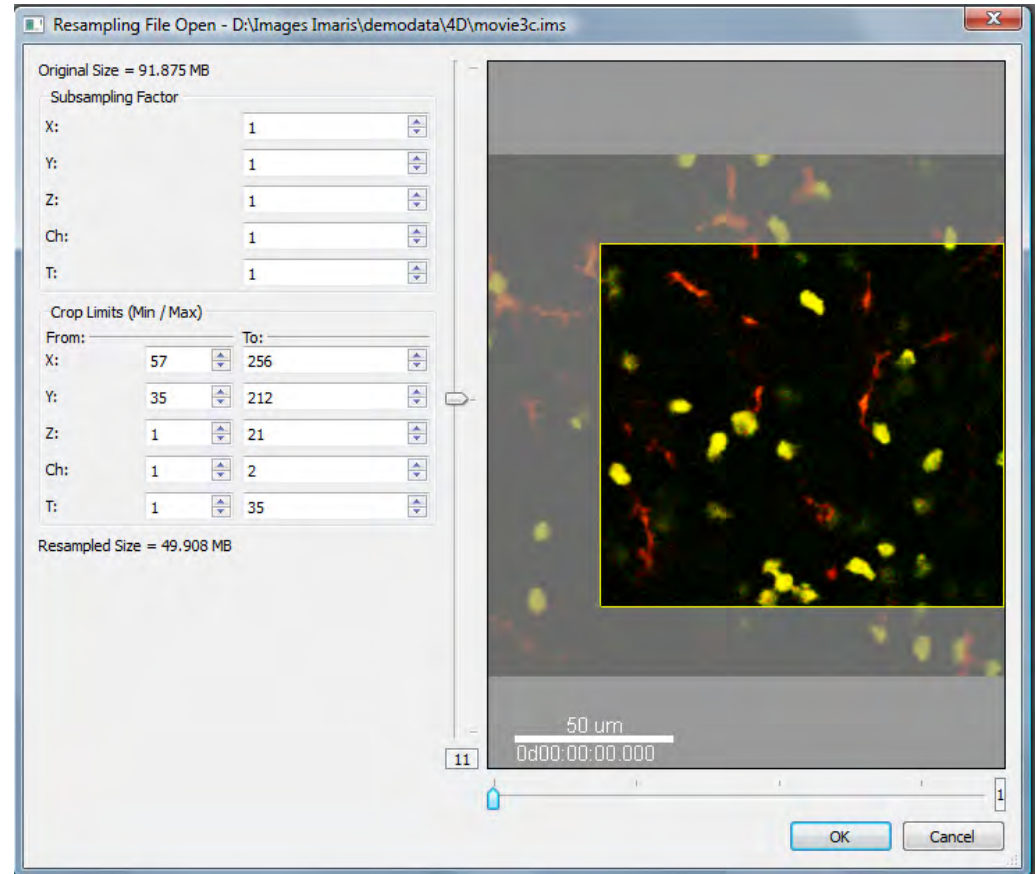 Resampling File Open - D:\Images Imaris\demodata\4D\movie3c.ims
Original Size = 91.875 MB
Subsampling Factor
X: 1
Y: 1
Z: 1
Ch: 1
T: 1
Crop Limits (Min / Max)
From: To:
X: 57 256
Y: 35 212
Z: 1 21
Ch: 1 2
T: 1 35
Resampled Size = 49.908 MB
50 um
0d00:00:00.000
11
1
OK Cancel